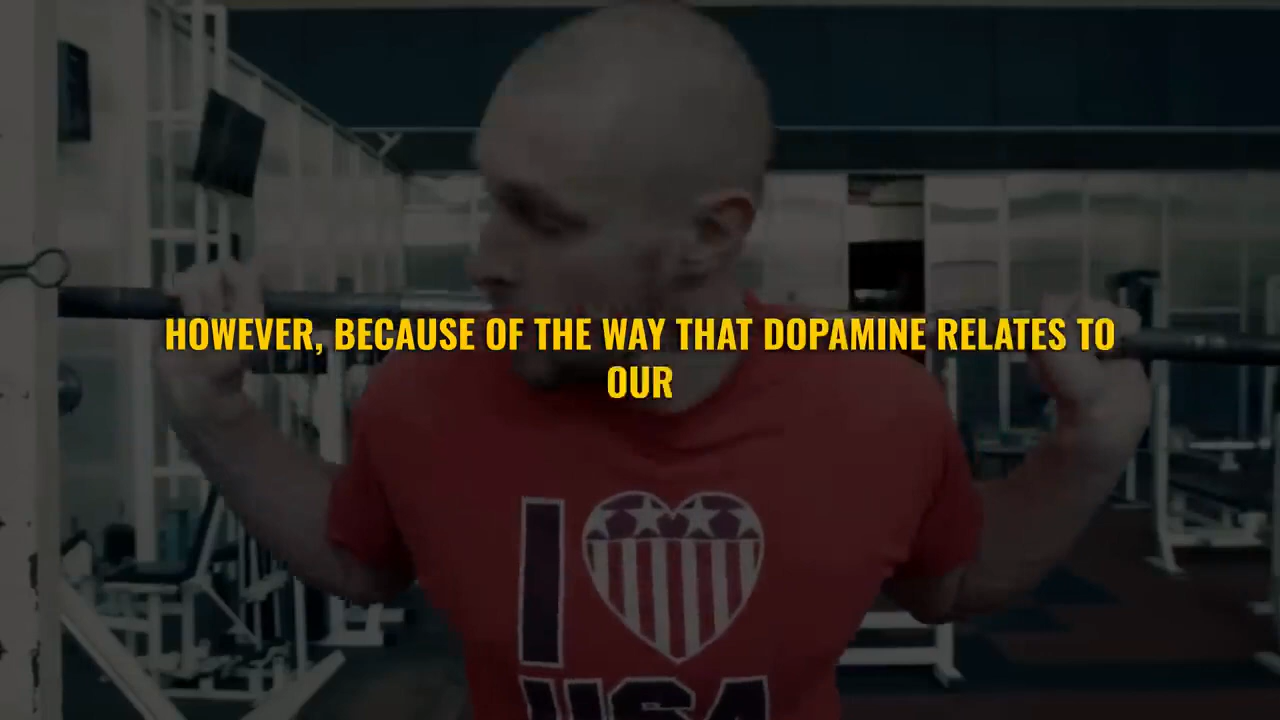 HOWEVER, BECAUSE OF THE WAY THAT DOPAMINE RELATES TO
OUR
I
USA